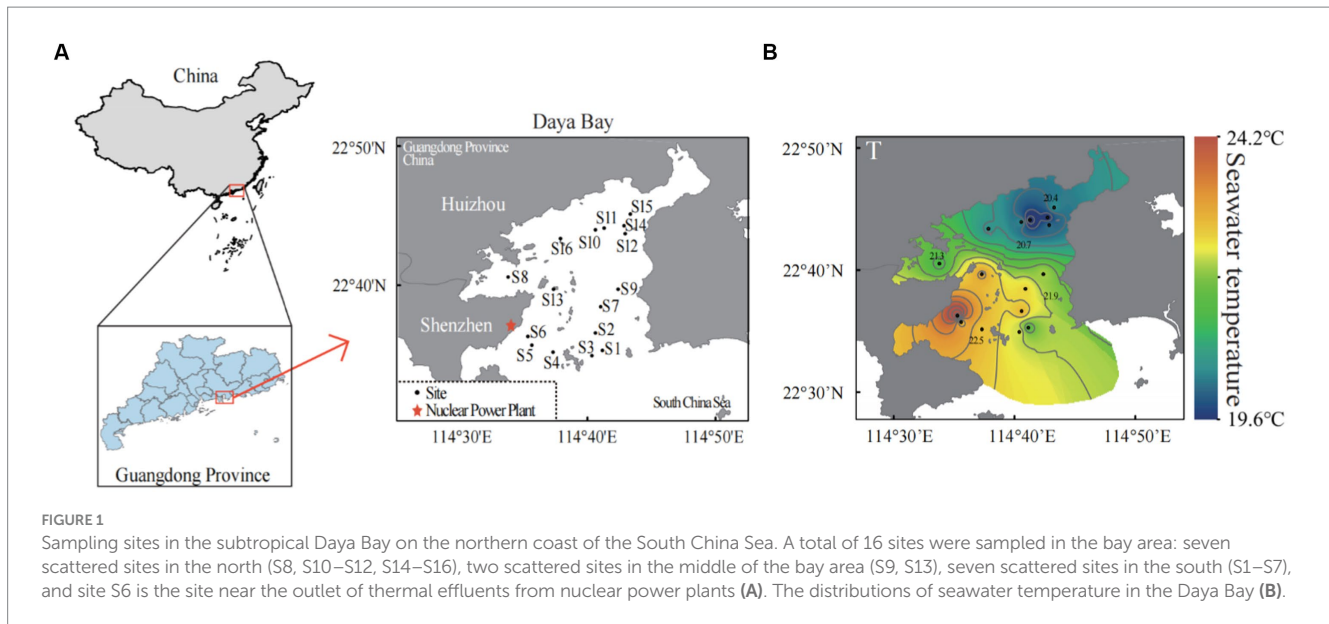 A
B
China
Guangdong Province
Daya Bay
22°50'N
22°40'E
Guangdong Province
China
Huizhou
Shenzhen
S15
S11
S14
S10
S12
S16
S8
S9
S13
S7
S6
S2
S5
S3
S1
S4
Site
Nuclear Power Plant
South China Sea
114°30'E
114°40'E
114°50'E
T
22°50'N
22°40'N
22°30'N
20.4
20.7
21.3
21.9
22.5
114°30'E
114°40'E
114°50'E
24.2°C
Seawater temperature
19.6°C
FIGURE 1
Sampling sites in the subtropical Daya Bay on the northern coast of the South China Sea. A total of 16 sites were sampled in the bay area: seven
scattered sites in the north (S8, S10–S12, S14–S16), two scattered sites in the middle of the bay area (S9, S13), seven scattered sites in the south (S1–S7),
and site S6 is the site near the outlet of thermal effluents from nuclear power plants (A). The distributions of seawater temperature in the Daya Bay (B).